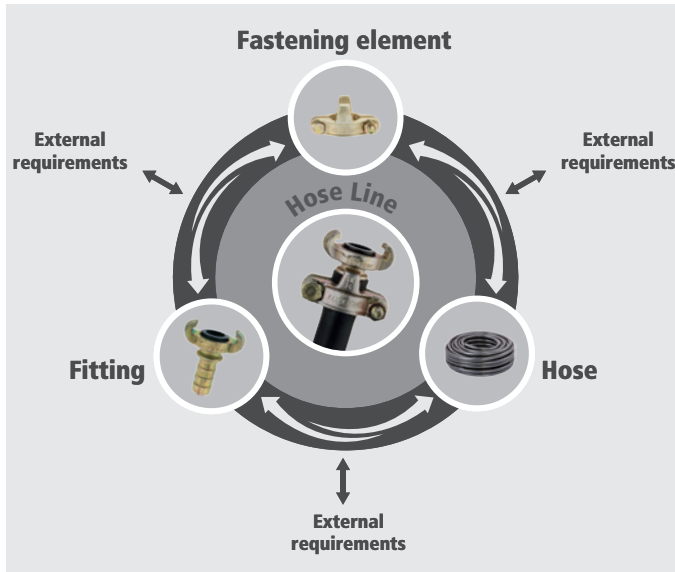 Fastening element
External
requirements
External
requirements
Hose Line
Fitting
Hose
External
requirements